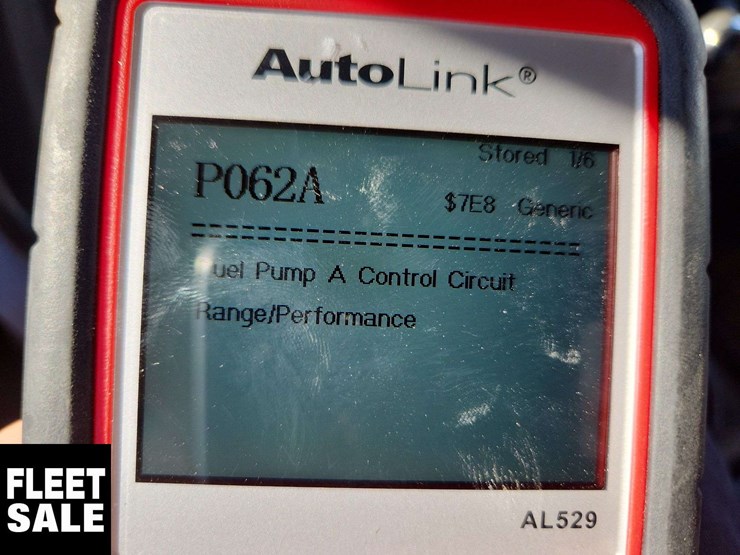 AutoLink®
Stored 1/6
P062A
$7E8 Generic
=============================
uel Pump A Control Circuit
Range/Performance
AL529
FLEET
SALE